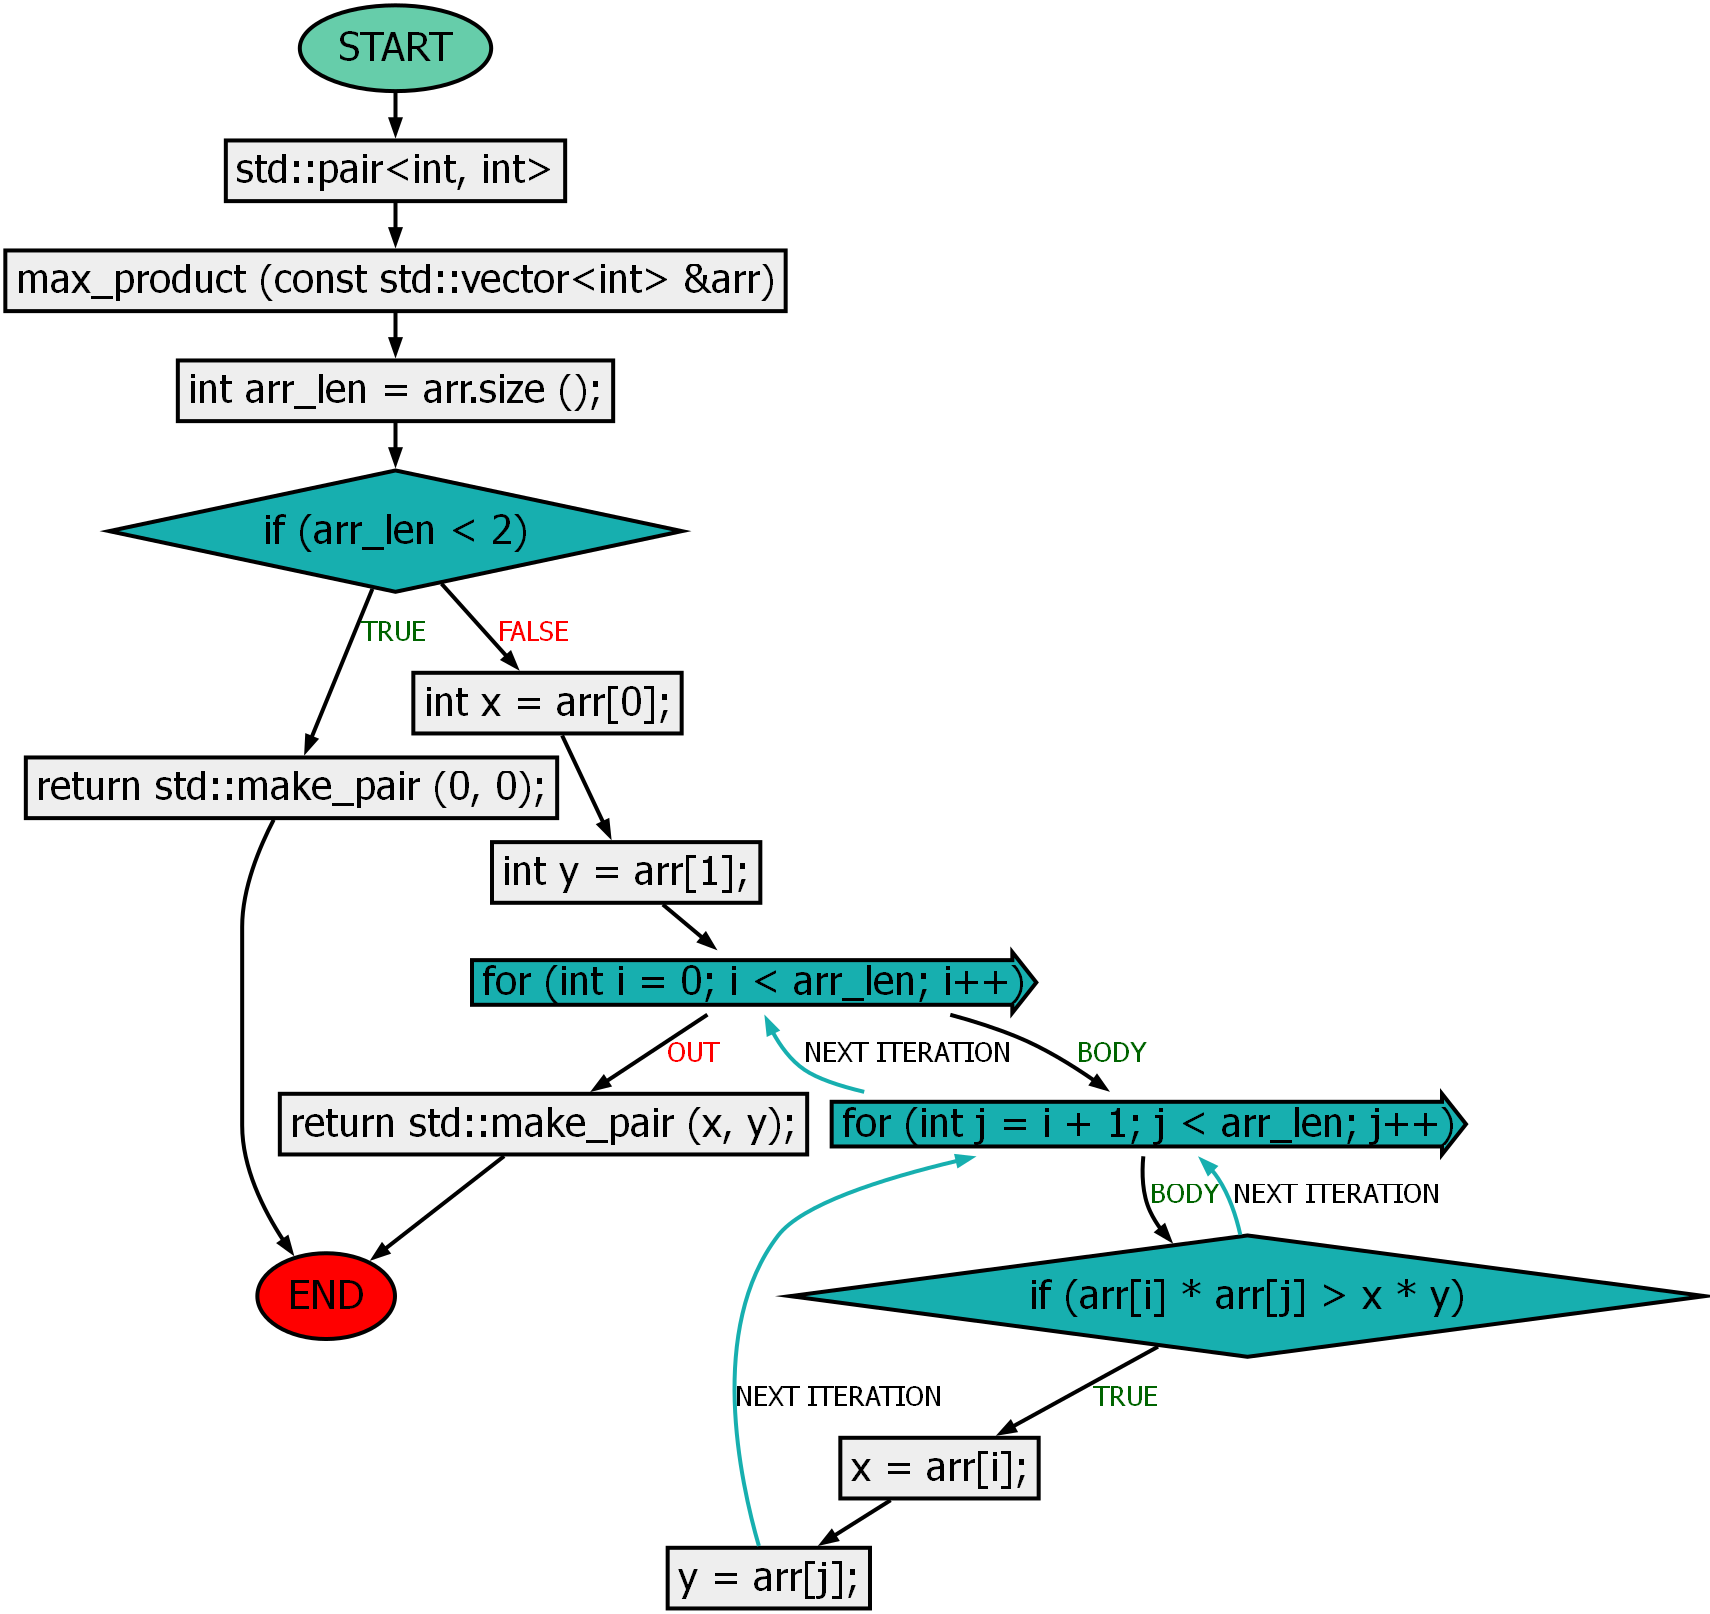 START
std::pair<int, int>
max_product (const std::vector<int> &arr)
int arr_len = arr.size ();
if (arr_len < 2)
TRUE
FALSE
int x = arr[0];
return std::make_pair (0, 0);
int y = arr[1];
for (int i = 0; i < arr_len; i++)
OUT
NEXT ITERATION
BODY
return std::make_pair (x, y);
for (int j = i + 1; j < arr_len; j++)
BODY
NEXT ITERATION
END
if (arr[i] * arr[j] > x * y)
NEXT ITERATION
TRUE
x = arr[i];
y = arr[j];